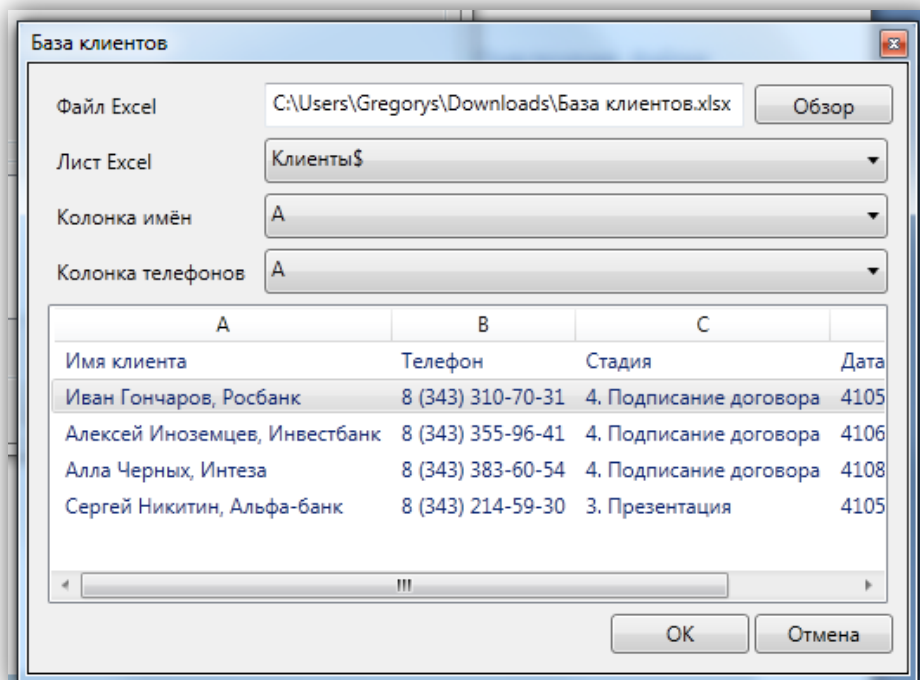 База клиентов
Файл Excel C:\Users\Gregorys\Downloads\База клиентов.xlsx Обзор
Лист Excel Клиенты$
Колонка имён A
Колонка телефонов A
A B C
Имя клиента Телефон Стадия Дата
Иван Гончаров, Росбанк 8 (343) 310-70-31 4. Подписание договора 4105
Алексей Иноземцев, Инвестбанк 8 (343) 355-96-41 4. Подписание договора 4106
Алла Черных, Интеза 8 (343) 383-60-54 4. Подписание договора 4108
Сергей Никитин, Альфа-банк 8 (343) 214-59-30 3. Презентация 4105
OK Отмена